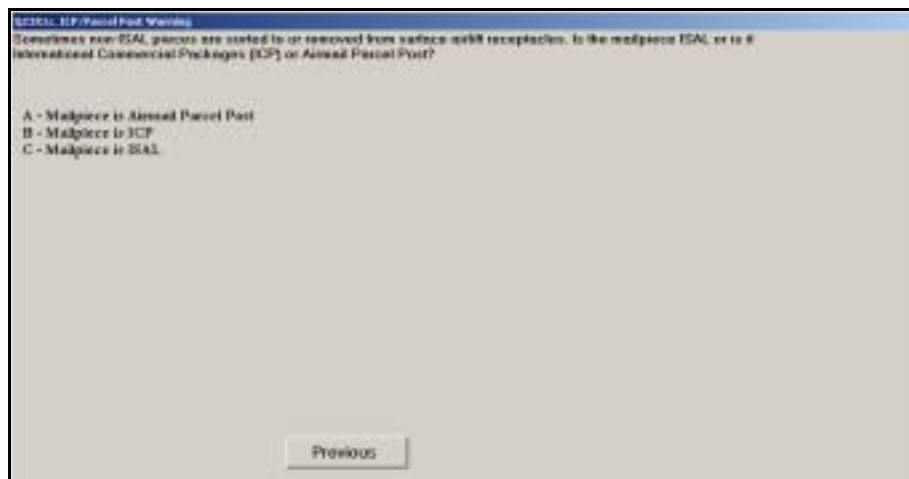 ICP/Parcel Post Warning
Sometimes non-ISAL pieces are sorted to or removed from surface airlift receptacles. Is the mailpiece ISAL or is it
International Commercial Packages (ICP) or Airmail Parcel Post?
A - Mailpiece is Airmail Parcel Post
B - Mailpiece is ICP
C - Mailpiece is ISAL
Previous